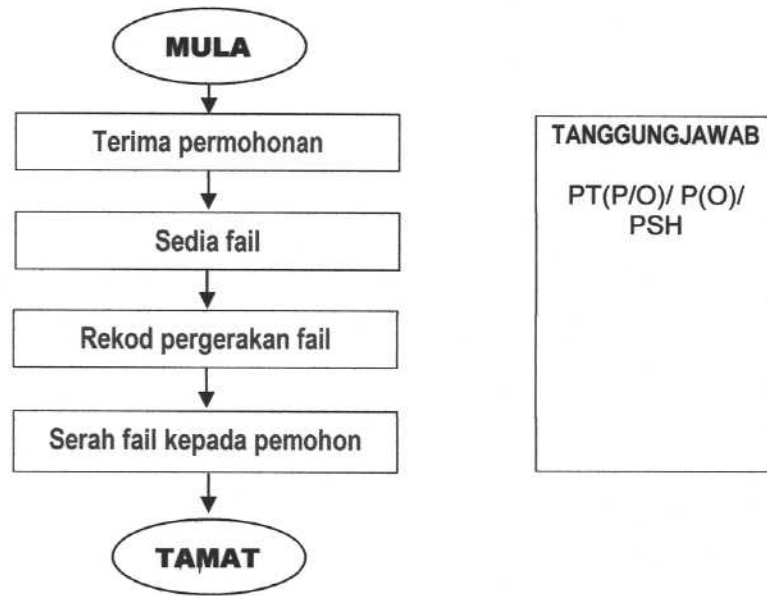 MULA
Terima permohonan
Sedia fail
Rekod pergerakan fail
Serah fail kepada pemohon
TAMAT
TANGGUNGJAWAB
PT(P/O)/ P(O)/
PSH